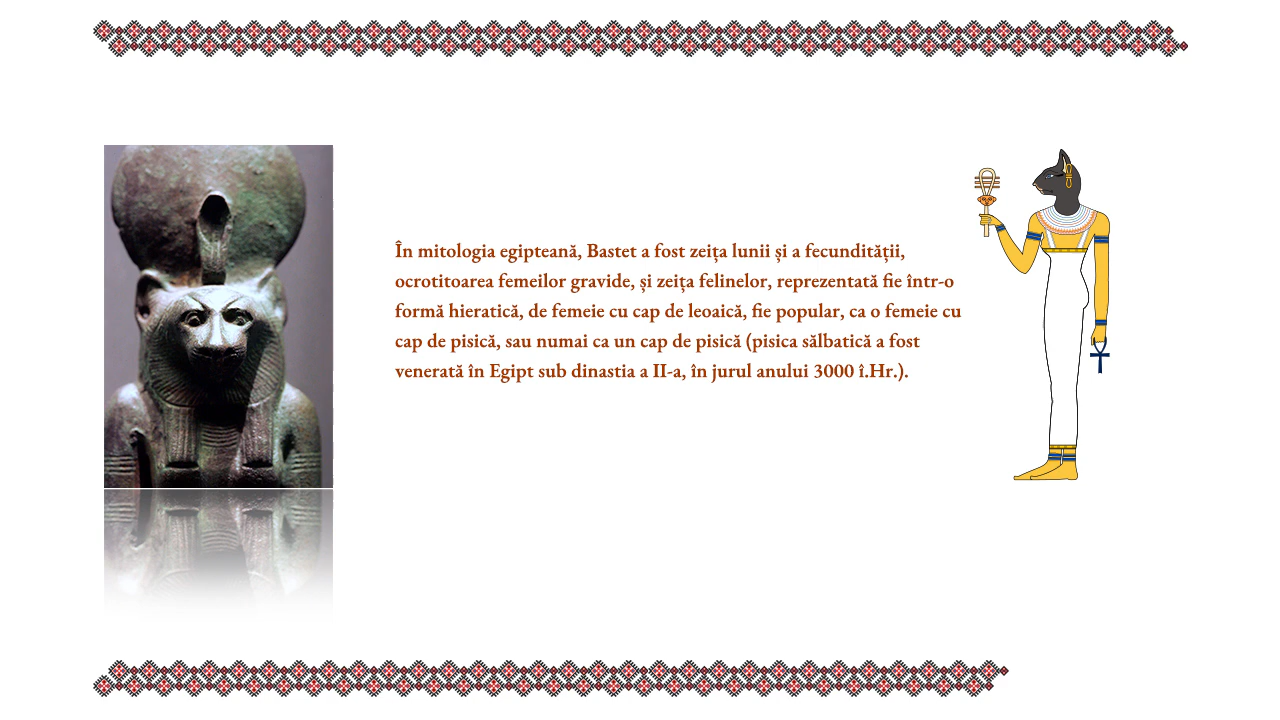 În mitologia egipteană, Bastet a fost zeița lunii și a fecundității,
ocrotitoarea femeilor gravide, și zeița felinelor, reprezentată fie într-o
formă hieratică, de femeie cu cap de leoaică, fie popular, ca o femeie cu
cap de pisică, sau numai ca un cap de pisică (pisica sălbatică a fost
venerată în Egipt sub dinastia a II-a, în jurul anului 3000 î.Hr.).